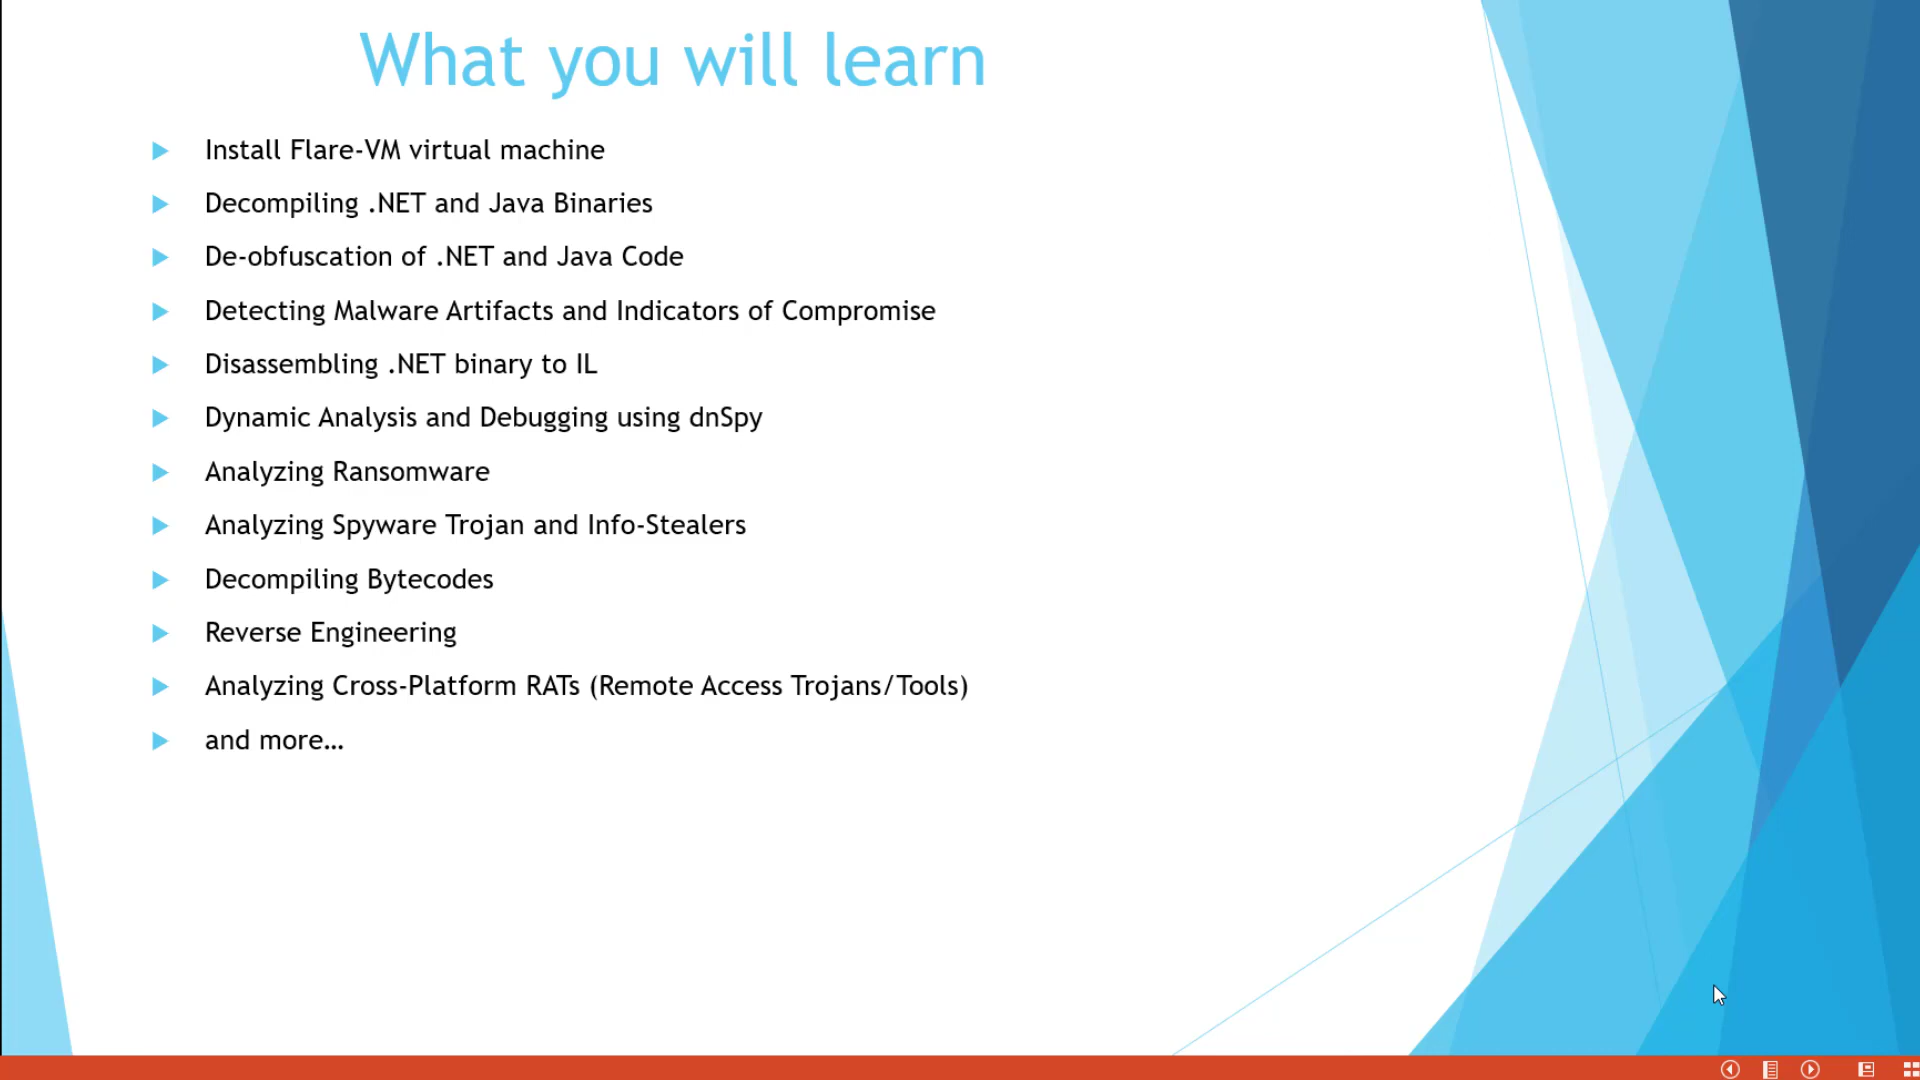 What you will learn
Install Flare-VM virtual machine
Decompiling .NET and Java Binaries
De-obfuscation of .NET and Java Code
Detecting Malware Artifacts and Indicators of Compromise
Disassembling .NET binary to IL
Dynamic Analysis and Debugging using dnSpy
Analyzing Ransomware
Analyzing Spyware Trojan and Info-Stealers
Decompiling Bytecodes
Reverse Engineering
Analyzing Cross-Platform RATs (Remote Access Trojans/Tools)
and more…